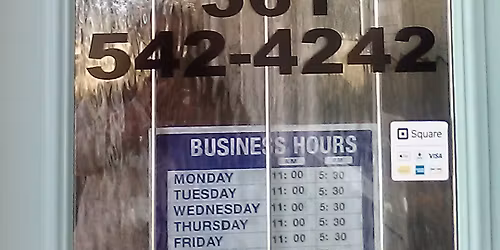 561
542-4242
BUSINESS HOURS
MONDAY 11: 00 5: 30
TUESDAY 11: 00 5: 30
WEDNESDAY 11: 00 5: 30
THURSDAY 11: 00 5: 30
FRIDAY 11: 00 5: 30
Square
VISA